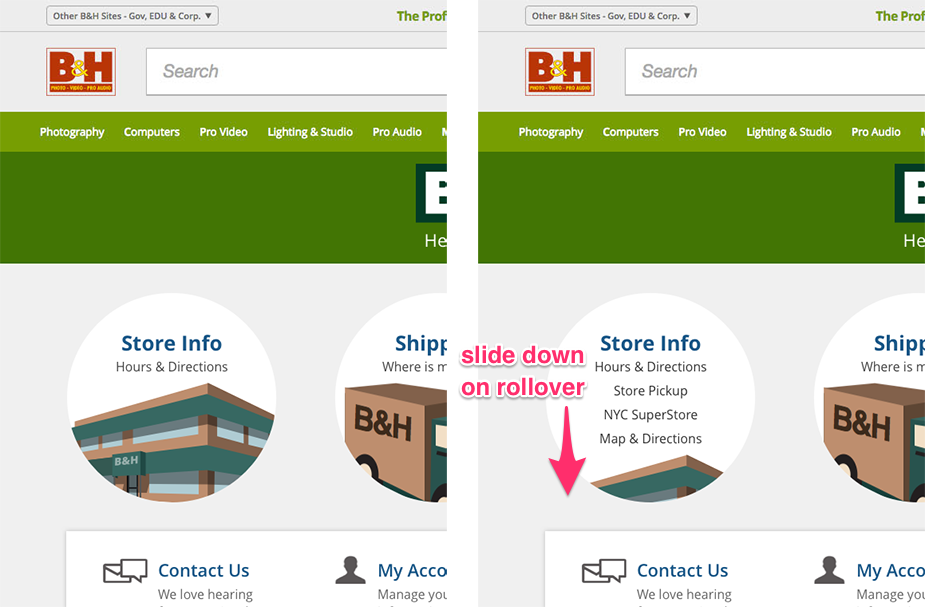 Other B&H Sites - Gov, EDU & Corp. ▼
The Prof
B&H
PHOTO - VIDEO - PRO AUDIO
Search
Photography Computers Pro Video Lighting & Studio Pro Audio
B
He
Store Info
Hours & Directions
B&H
Shipp
Where is m
B&H
Contact Us
We love hearing
My Acco
Manage you
Other B&H Sites - Gov, EDU & Corp. ▼
The Prof
B&H
PHOTO - VIDEO - PRO AUDIO
Search
Photography Computers Pro Video Lighting & Studio Pro Audio
B
He
slide down
on rollover
Store Info
Hours & Directions
Store Pickup
NYC SuperStore
Map & Directions
Shipp
Where is m
B&H
Contact Us
We love hearing
My Acco
Manage you